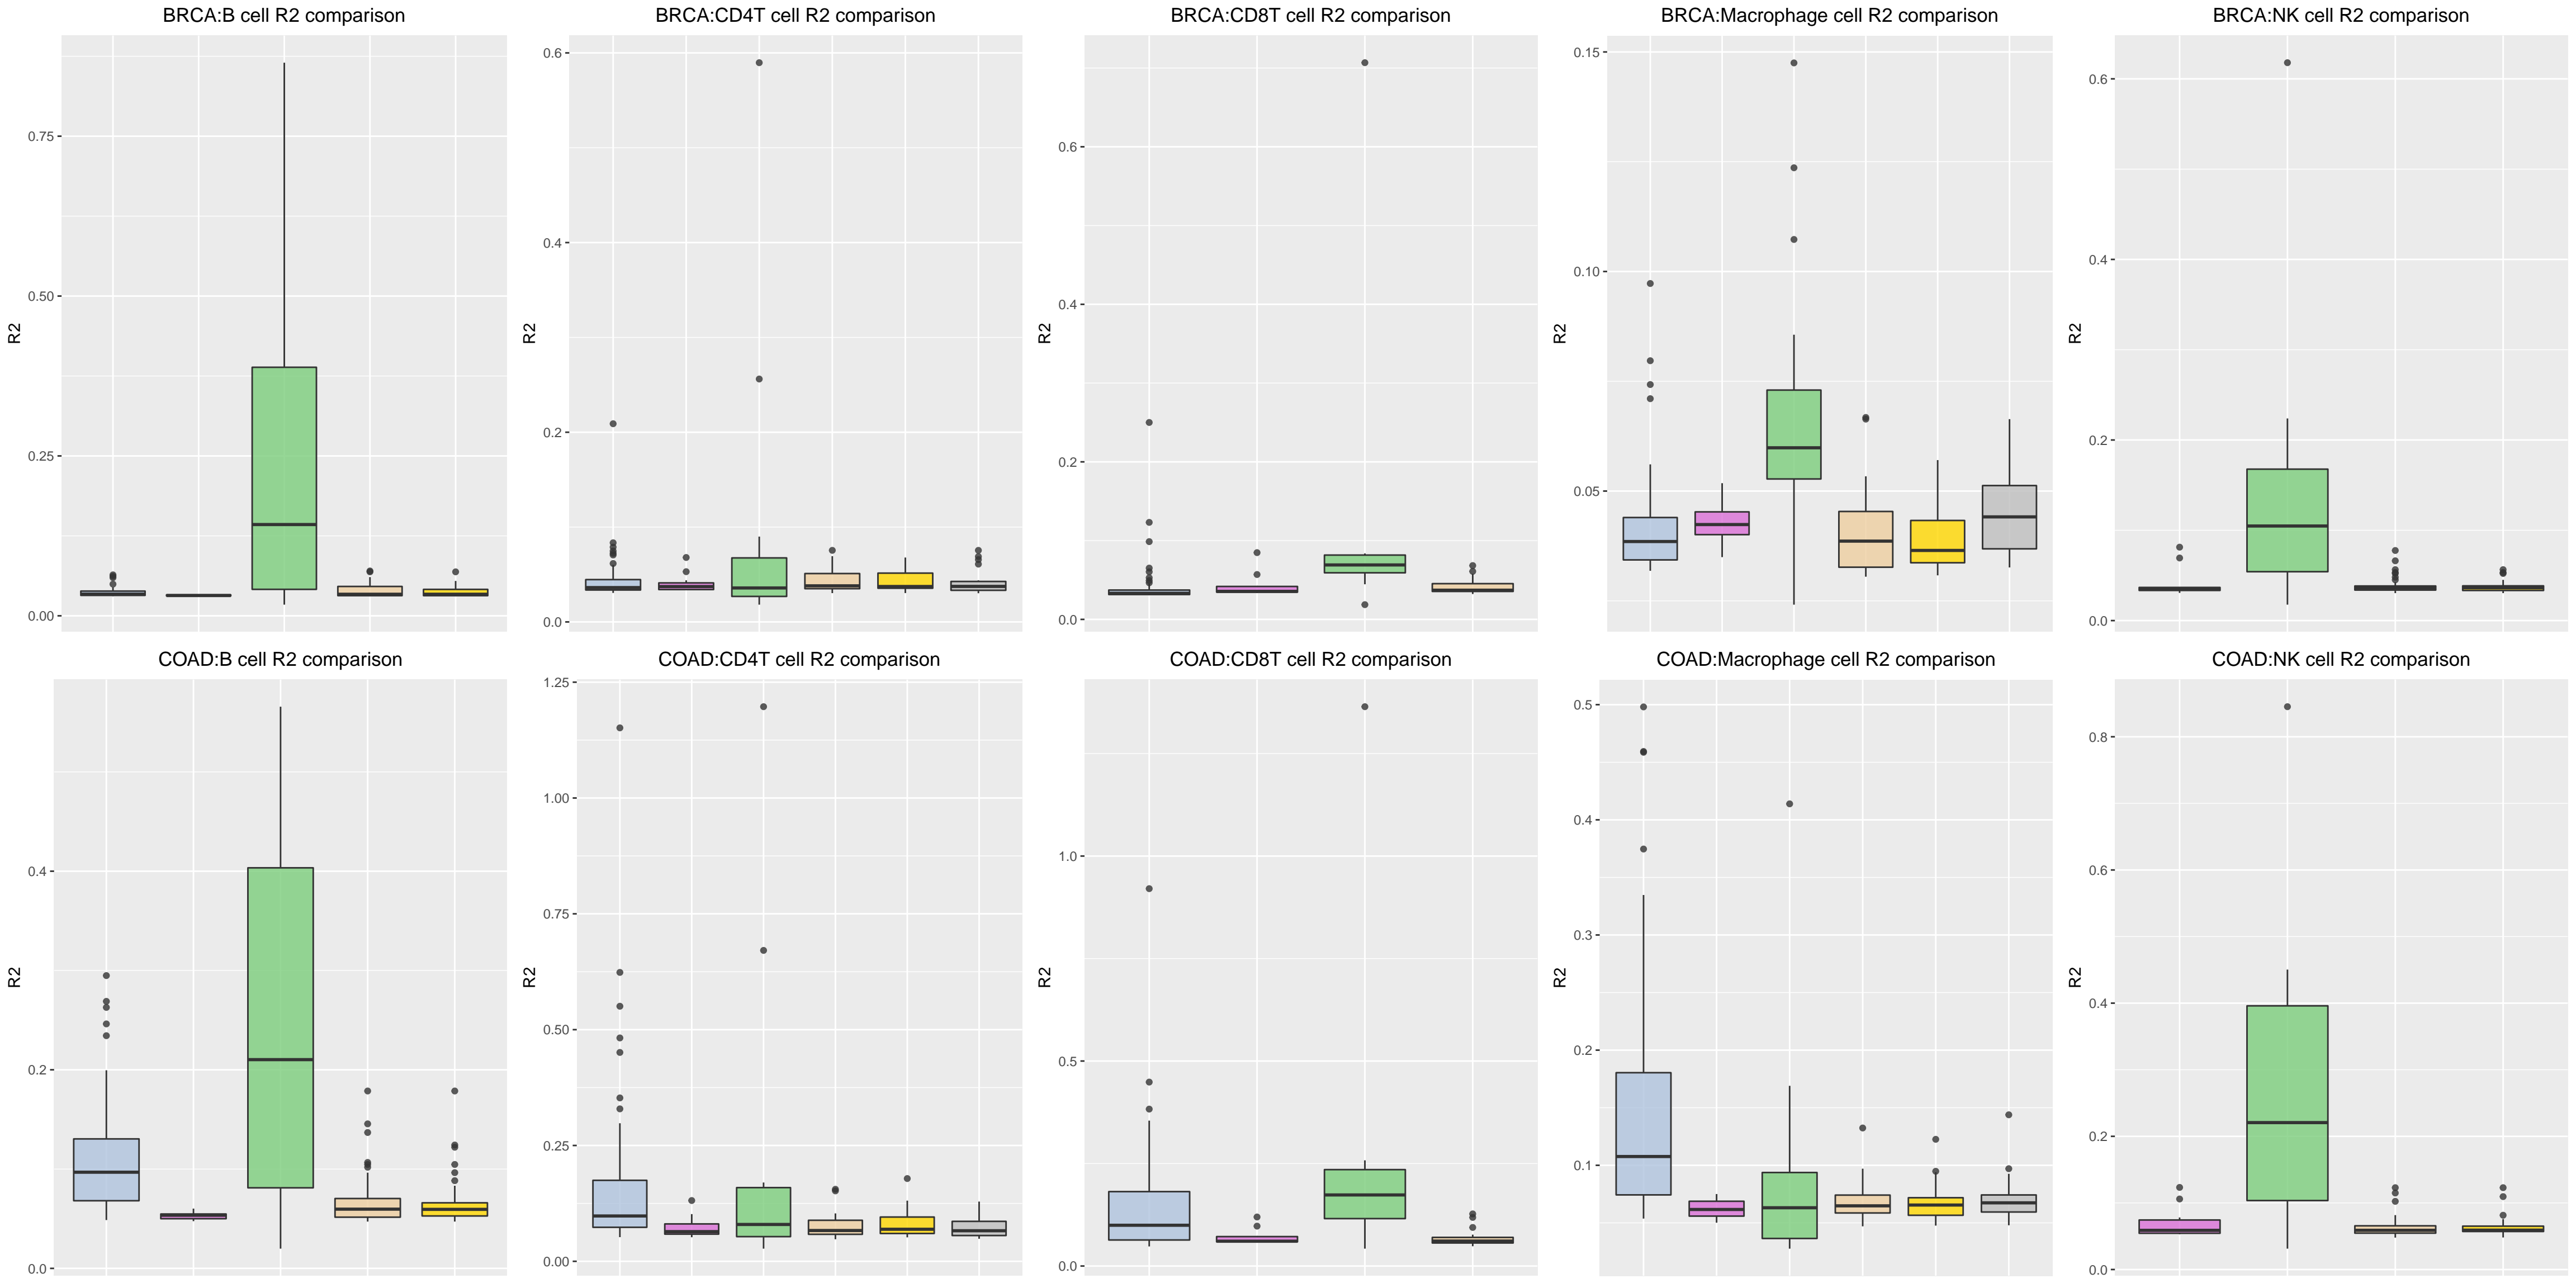 BRCA:B cell R2 comparison
R2
0.75
0.50
0.25
0.00
BRCA:CD4T cell R2 comparison
R2
0.6
0.4
0.2
0.0
BRCA:CD8T cell R2 comparison
R2
0.6
0.4
0.2
0.0
BRCA:Macrophage cell R2 comparison
R2
0.15
0.10
0.05
BRCA:NK cell R2 comparison
R2
0.6
0.4
0.2
0.0
COAD:B cell R2 comparison
R2
0.4
0.2
0.0
COAD:CD4T cell R2 comparison
R2
1.25
1.00
0.75
0.50
0.25
0.00
COAD:CD8T cell R2 comparison
R2
1.0
0.5
0.0
COAD:Macrophage cell R2 comparison
R2
0.5
0.4
0.3
0.2
0.1
COAD:NK cell R2 comparison
R2
0.8
0.6
0.4
0.2
0.0